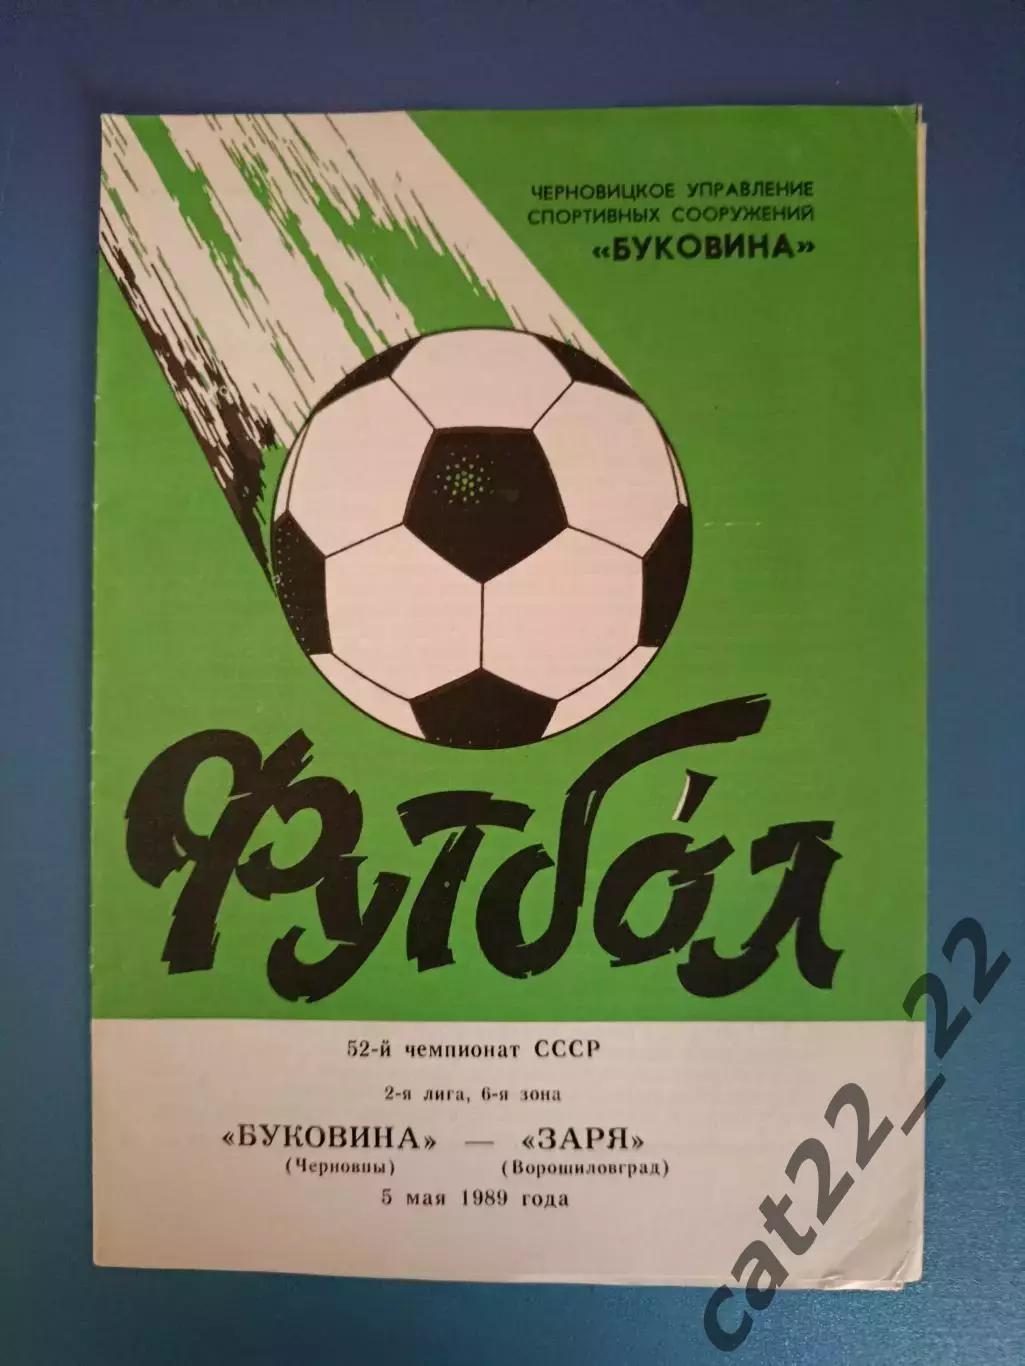 ЧЕРНОВИЦКОЕ УПРАВЛЕНИЕ
СПОРТИВНЫХ СООРУЖЕНИЙ
«БУКОВИНА»
Футбол
52-й чемпионат СССР
2-я лига, 6-я зона
«БУКОВИНА» — «ЗАРЯ»
(Черновцы) (Ворошиловград)
5 мая 1989 года
cat22_22